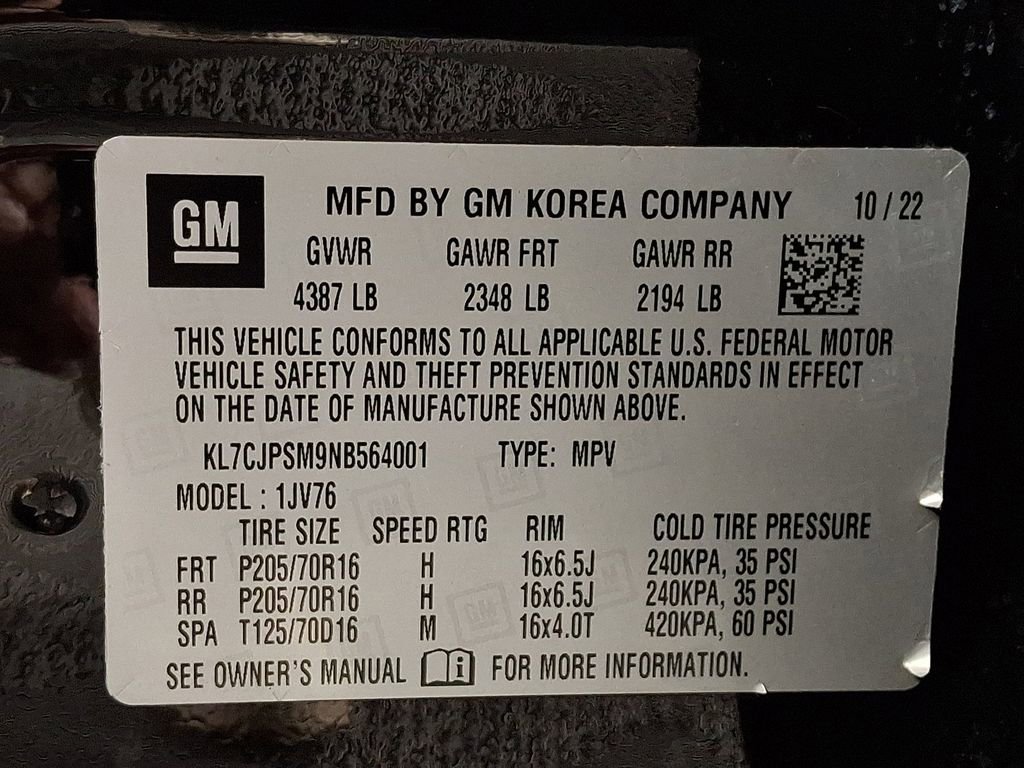 GM
MFD BY GM KOREA COMPANY 10 / 22
GVWR GAWR FRT GAWR RR
4387 LB 2348 LB 2194 LB
THIS VEHICLE CONFORMS TO ALL APPLICABLE U.S. FEDERAL MOTOR
VEHICLE SAFETY AND THEFT PREVENTION STANDARDS IN EFFECT
ON THE DATE OF MANUFACTURE SHOWN ABOVE.
KL7CJPSM9NB564001 TYPE: MPV
MODEL : 1JV76
TIRE SIZE SPEED RTG RIM COLD TIRE PRESSURE
FRT P205/70R16 H 16x6.5J 240KPA, 35 PSI
RR P205/70R16 H 16x6.5J 240KPA, 35 PSI
SPA T125/70D16 M 16x4.0T 420KPA, 60 PSI
SEE OWNER'S MANUAL i FOR MORE INFORMATION.